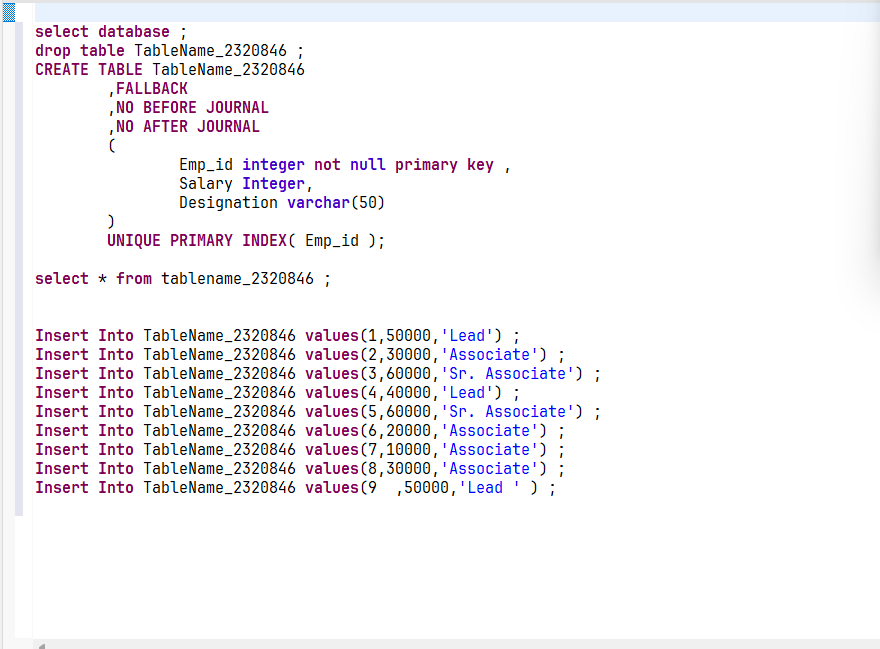 select database ;
drop table TableName_2320846 ;
CREATE TABLE TableName_2320846
,FALLBACK
,NO BEFORE JOURNAL
,NO AFTER JOURNAL
(
Emp_id integer not null primary key ,
Salary Integer,
Designation varchar(50)
)
UNIQUE PRIMARY INDEX( Emp_id );
select * from tablename_2320846 ;
Insert Into TableName_2320846 values(1,50000,'Lead') ;
Insert Into TableName_2320846 values(2,30000,'Associate') ;
Insert Into TableName_2320846 values(3,60000,'Sr. Associate') ;
Insert Into TableName_2320846 values(4,40000,'Lead') ;
Insert Into TableName_2320846 values(5,60000,'Sr. Associate') ;
Insert Into TableName_2320846 values(6,20000,'Associate') ;
Insert Into TableName_2320846 values(7,10000,'Associate') ;
Insert Into TableName_2320846 values(8,30000,'Associate') ;
Insert Into TableName_2320846 values(9  ,50000,'Lead ' ) ;